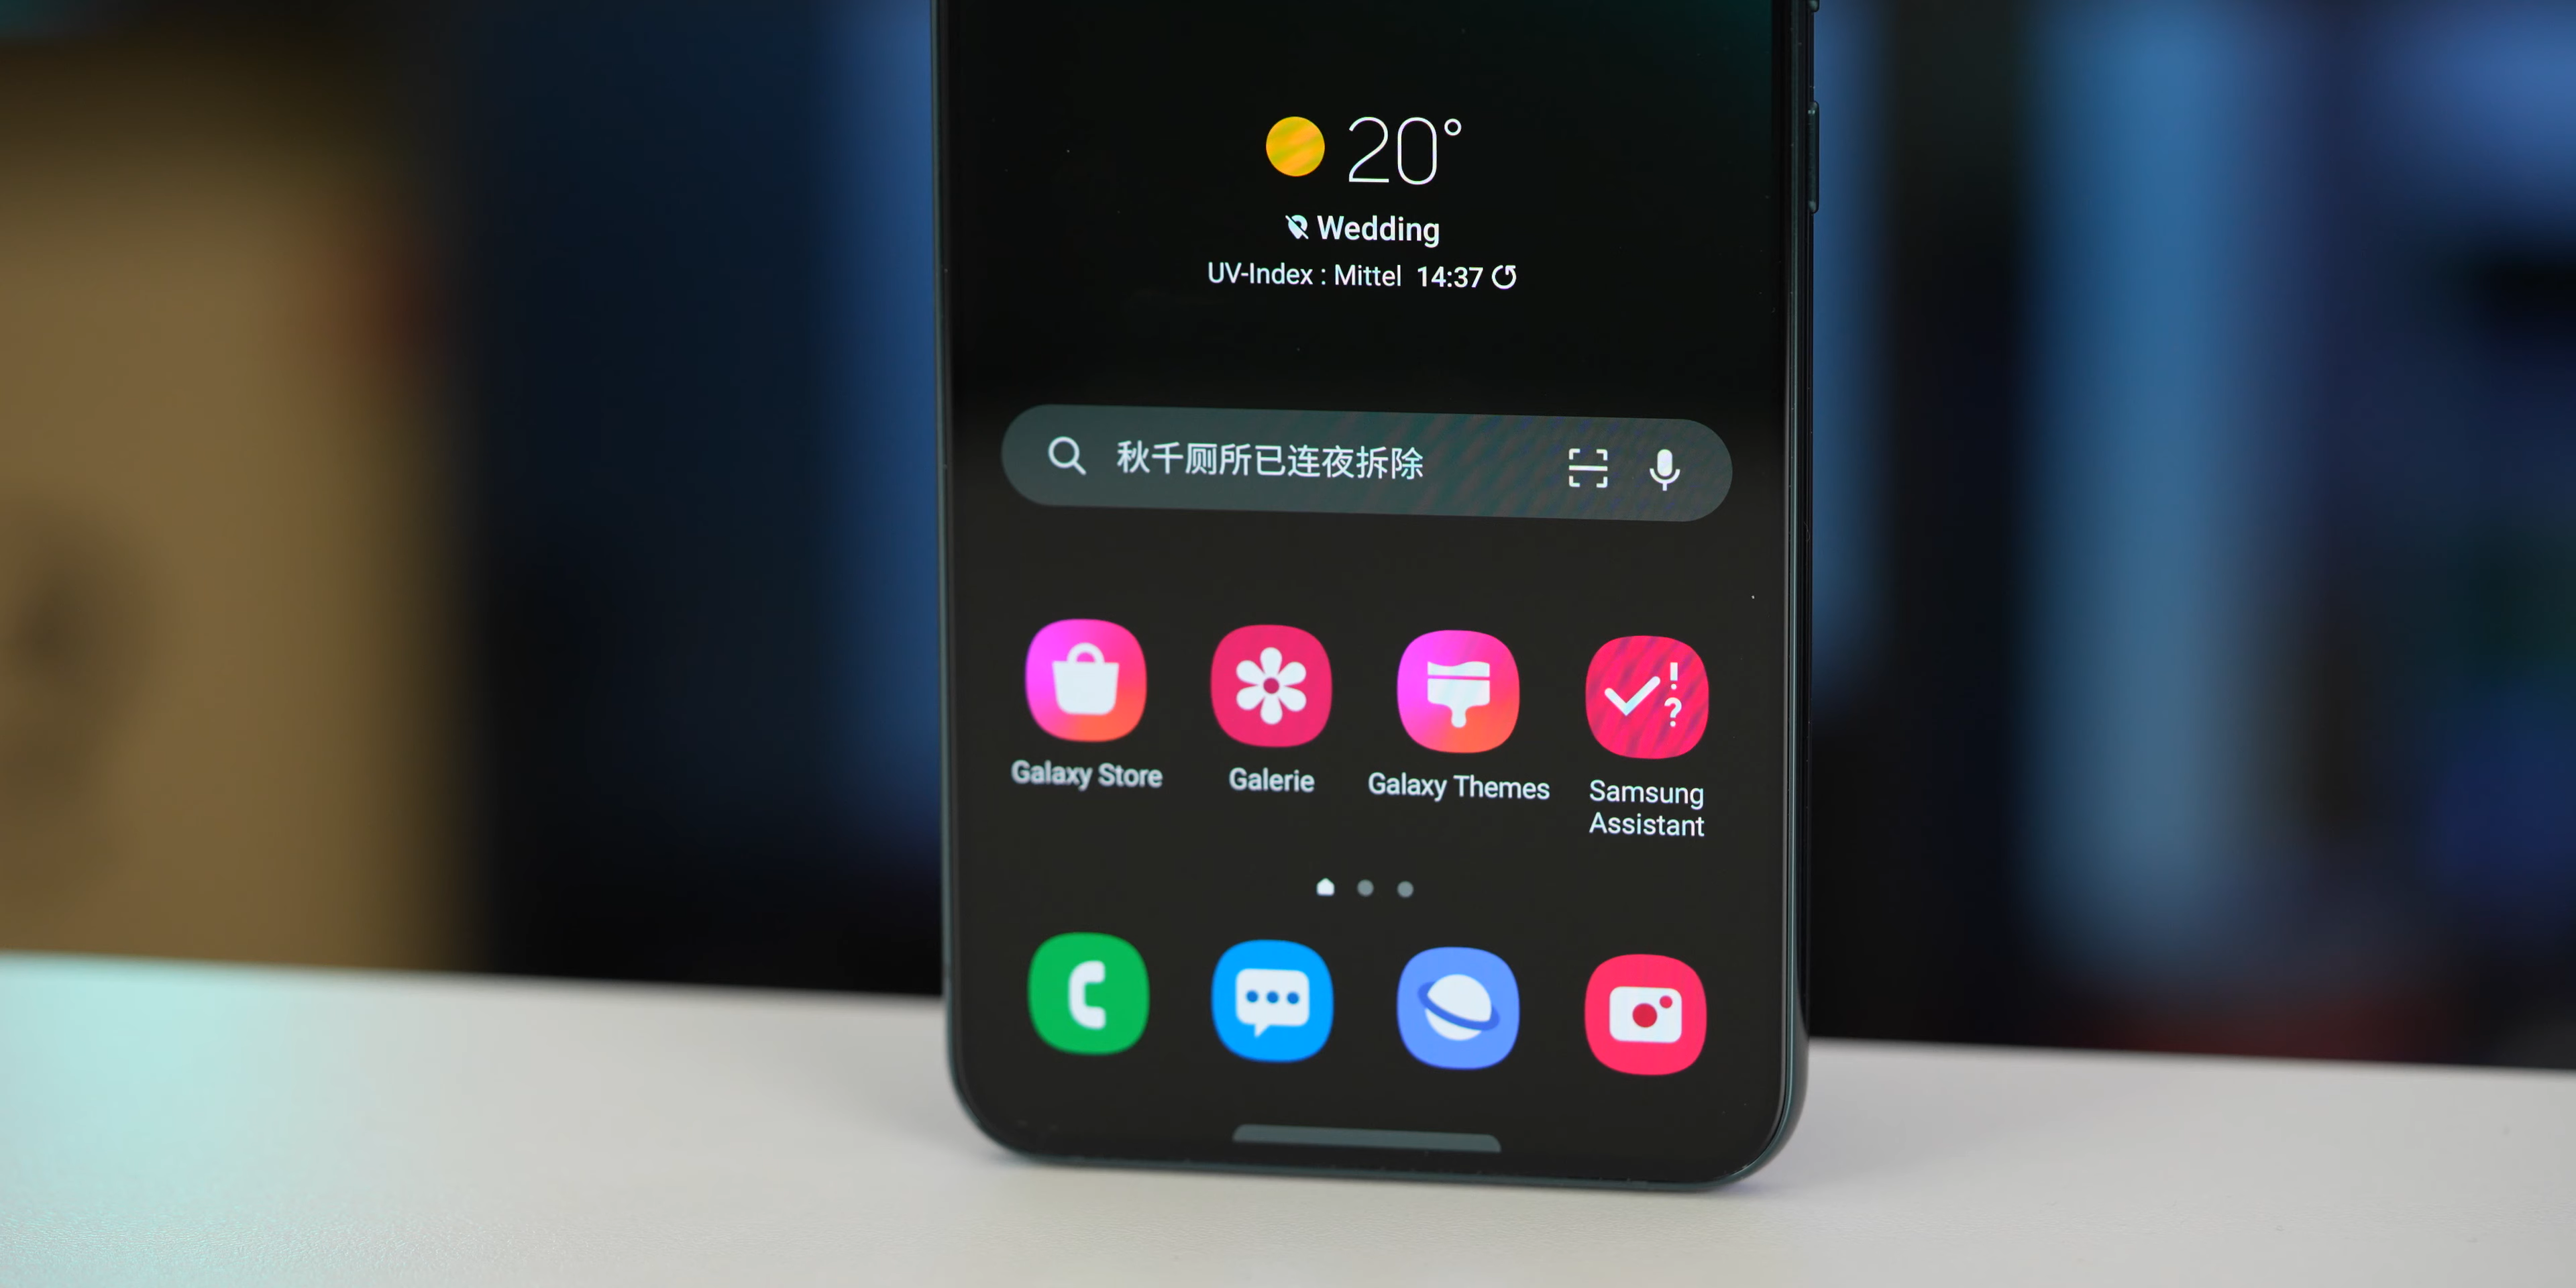 20°
Wedding
UV-Index : Mittel 14:37
秋千厕所已连夜拆除
Galaxy Store
Galerie
Galaxy Themes
Samsung
Assistant